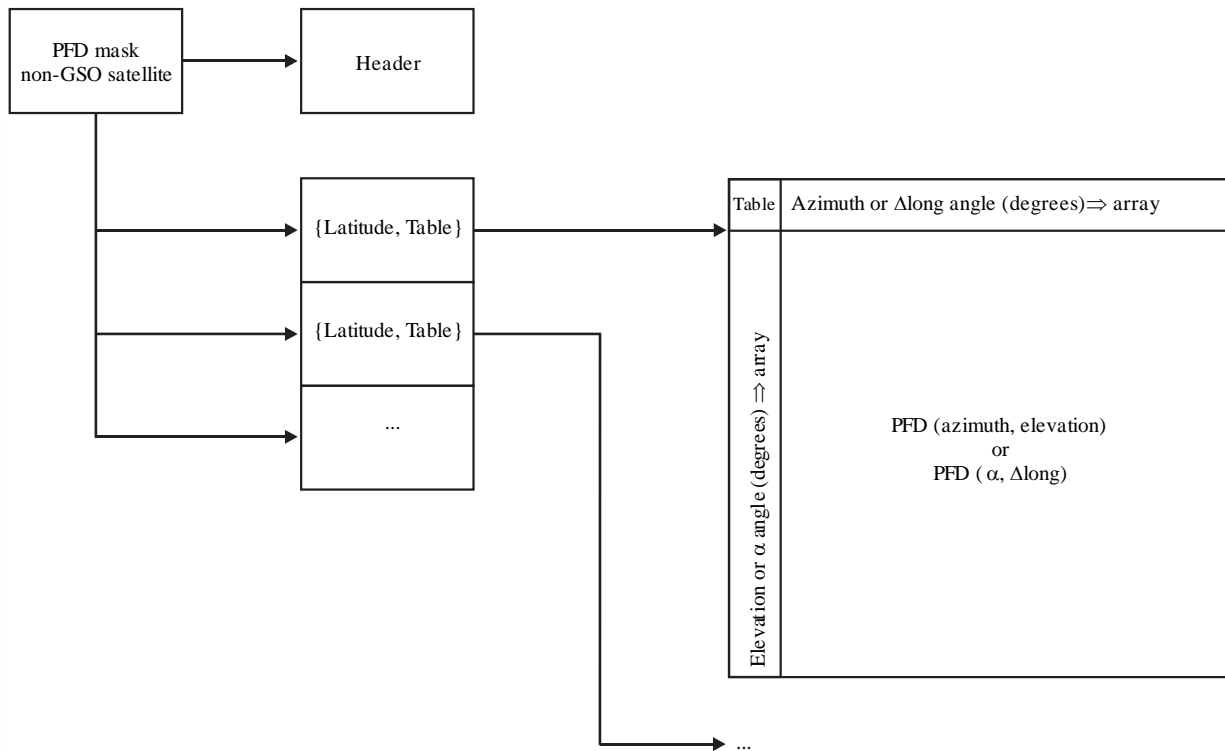 PFD mask
non-GSO satellite
Header
{Latitude, Table}
{Latitude, Table}
...
Table
Azimuth or Δlong angle (degrees)⇒ array
Elevation or α angle (degrees) ⇒ array
PFD (azimuth, elevation)
or
PFD ( α, Δlong)
...